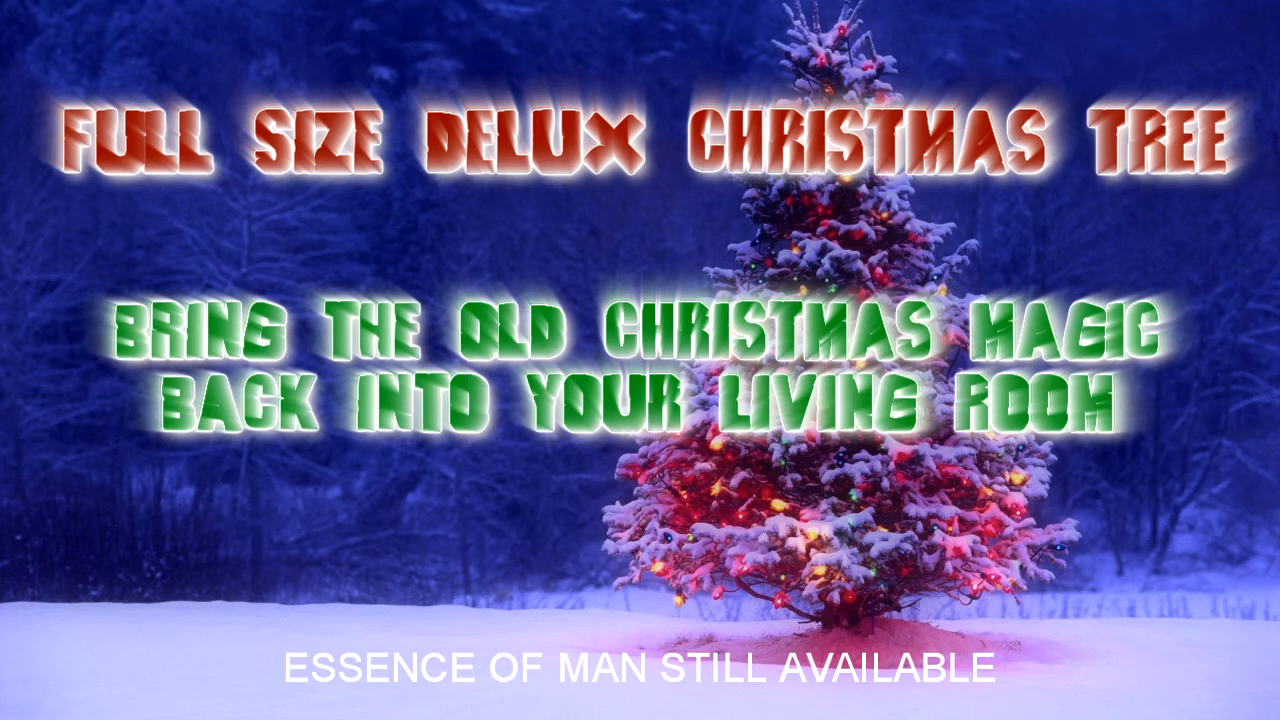 FULL SIZE DELUX CHRISTMAS TREE
BRING THE OLD CHRISTMAS MAGIC
BACK INTO YOUR LIVING ROOM
ESSENCE OF MAN STILL AVAILABLE